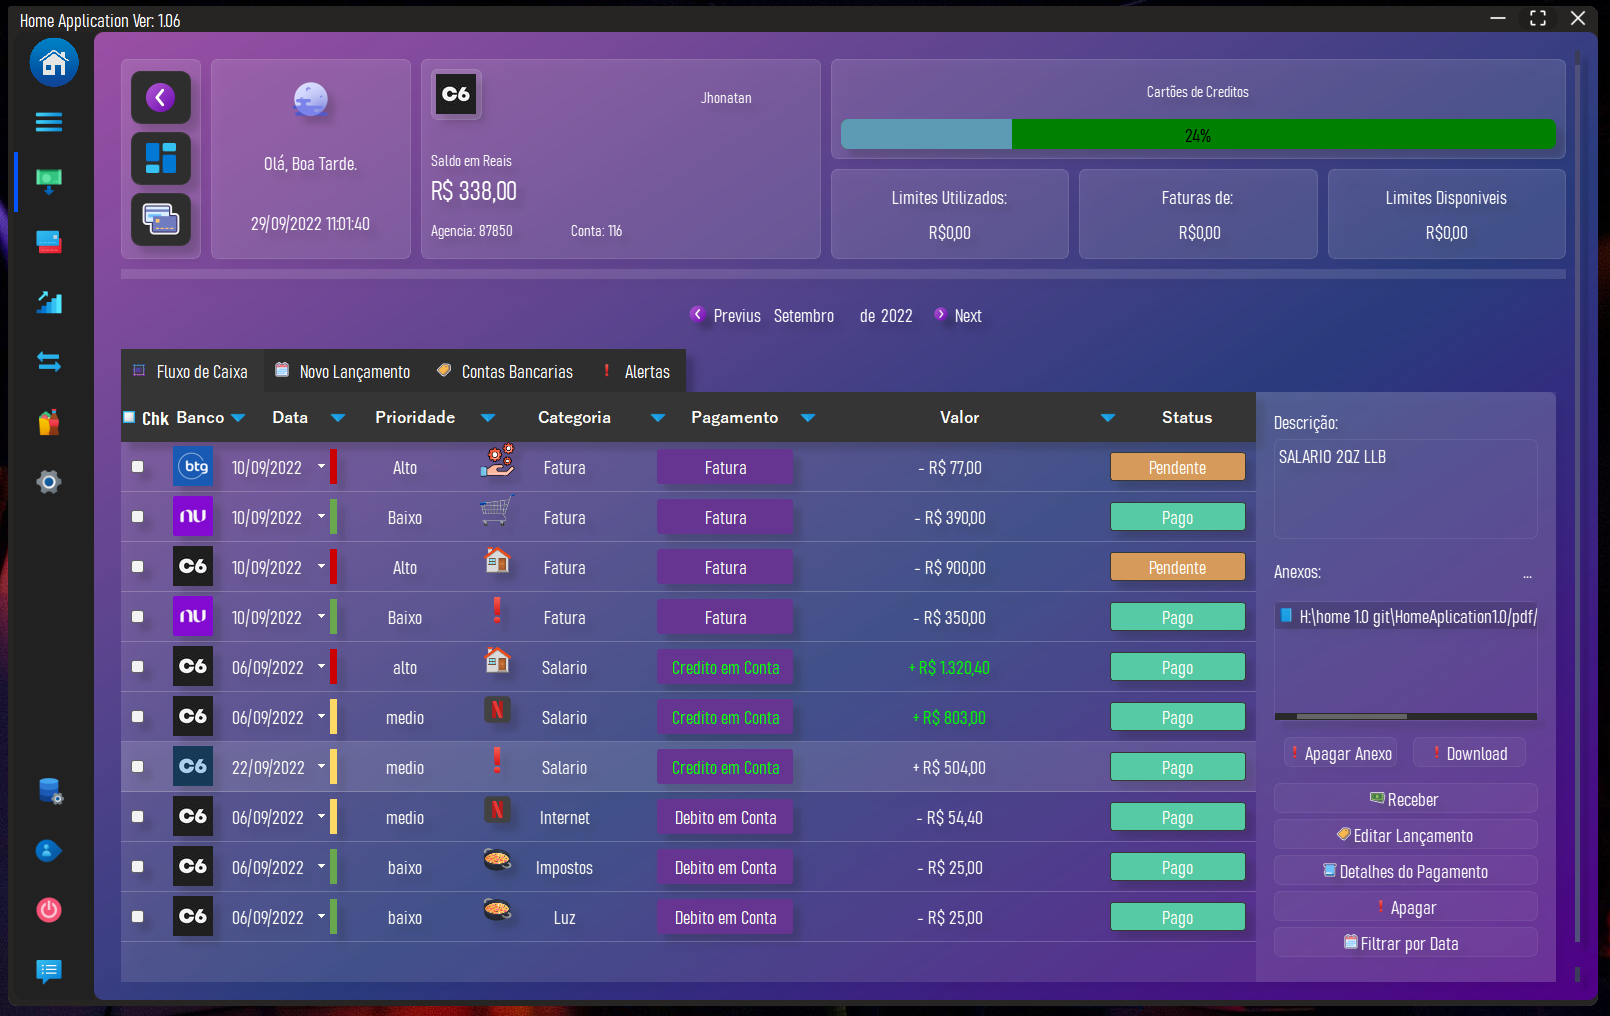 Home Application Ver: 1.06
C6
Jhonatan
Olá, Boa Tarde.
29/09/2022 11:01:40
Saldo em Reais
R$ 338,00
Agencia: 87850 Conta: 116
Cartões de Creditos
24%
Limites Utilizados:
R$0,00
Faturas de:
R$0,00
Limites Disponiveis
R$0,00
Previus Setembro de 2022 Next
Fluxo de Caixa Novo Lançamento Contas Bancarias Alertas
Chk Banco Data Prioridade Categoria Pagamento Valor Status
btg 10/09/2022 Alto Fatura Fatura - R$ 77,00 Pendente
nu 10/09/2022 Baixo Fatura Fatura - R$ 390,00 Pago
C6 10/09/2022 Alto Fatura Fatura - R$ 900,00 Pendente
nu 10/09/2022 Baixo Fatura Fatura - R$ 350,00 Pago
C6 06/09/2022 alto Salario Credito em Conta + R$ 1.320,40 Pago
C6 06/09/2022 medio N Salario Credito em Conta + R$ 803,00 Pago
C6 22/09/2022 medio Salario Credito em Conta + R$ 504,00 Pago
C6 06/09/2022 medio N Internet Debito em Conta - R$ 54,40 Pago
C6 06/09/2022 baixo Impostos Debito em Conta - R$ 25,00 Pago
C6 06/09/2022 baixo Luz Debito em Conta - R$ 25,00 Pago
Descrição:
SALARIO 2QZ LLB
Anexos: ...
H:\home 1.0 git\HomeAplication1.0/pdf/
Apagar Anexo Download
Receber
Editar Lançamento
Detalhes do Pagamento
Apagar
Filtrar por Data